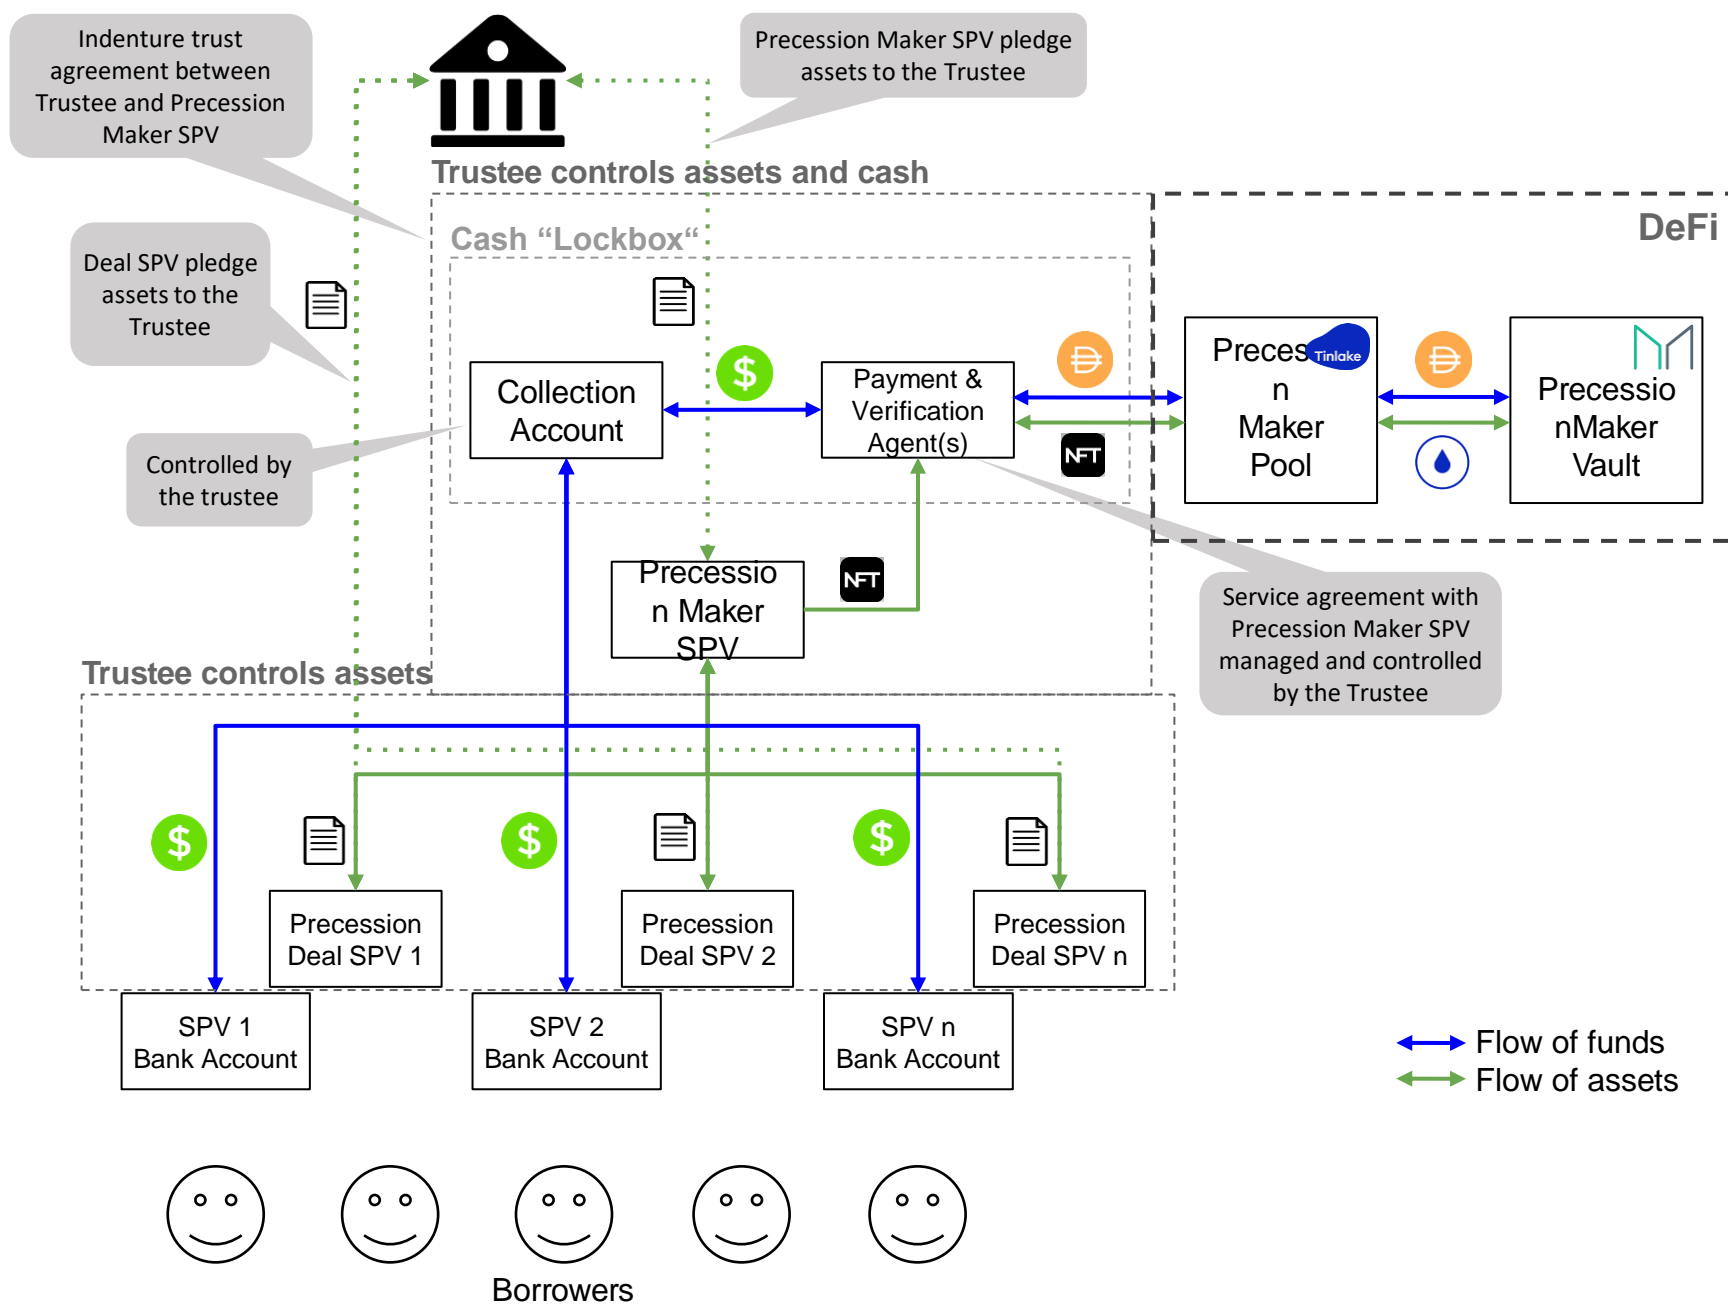 Indenture trust
agreement between
Trustee and Precession
Maker SPV
Precession Maker SPV pledge
assets to the Trustee
Trustee controls assets and cash
DeFi
Cash “Lockbox“
Deal SPV pledge
assets to the
Trustee
Collection
Account
$
Payment &
Verification
Agent(s)
NFT
Precessio
n
Maker
Pool
Tinlake
Precessio
nMaker
Vault
Controlled by
the trustee
Precessio
n Maker
SPV
NFT
Service agreement with
Precession Maker SPV
managed and controlled
by the Trustee
Trustee controls assets
$
$
$
Precession
Deal SPV 1
Precession
Deal SPV 2
Precession
Deal SPV n
SPV 1
Bank Account
SPV 2
Bank Account
SPV n
Bank Account
Flow of funds
Flow of assets
Borrowers